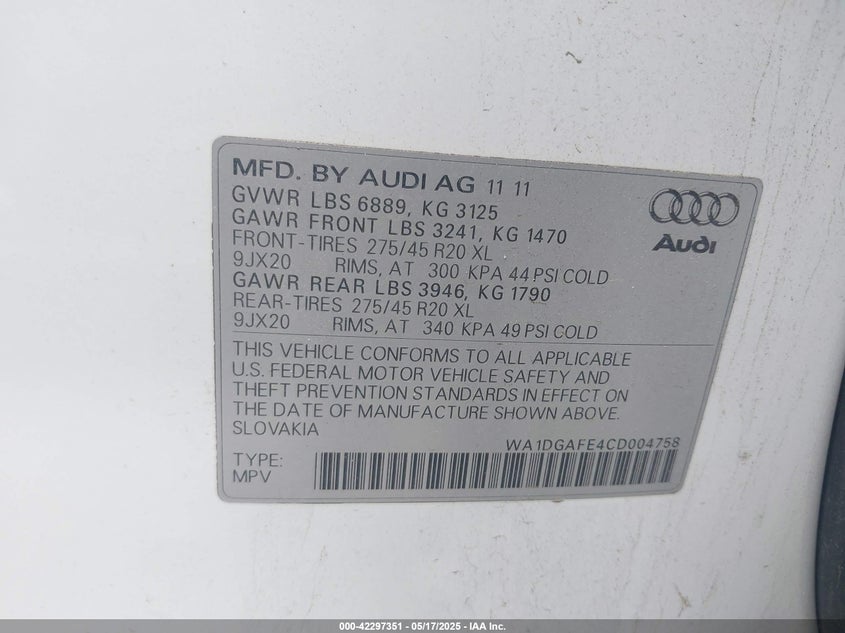 MFD. BY AUDI AG 11 11
GVWR LBS 6889, KG 3125
GAWR FRONT LBS 3241, KG 1470
FRONT-TIRES 275/45 R20 XL
9JX20 RIMS, AT 300 KPA 44 PSI COLD
GAWR REAR LBS 3946, KG 1790
REAR-TIRES 275/45 R20 XL
9JX20 RIMS, AT 340 KPA 49 PSI COLD
Audi
THIS VEHICLE CONFORMS TO ALL APPLICABLE
U.S. FEDERAL MOTOR VEHICLE SAFETY AND
THEFT PREVENTION STANDARDS IN EFFECT ON
THE DATE OF MANUFACTURE SHOWN ABOVE.
SLOVAKIA
WA1DGAFE4CD004758
TYPE:
MPV
000-42297351 — 05/17/2025 — IAA Inc.